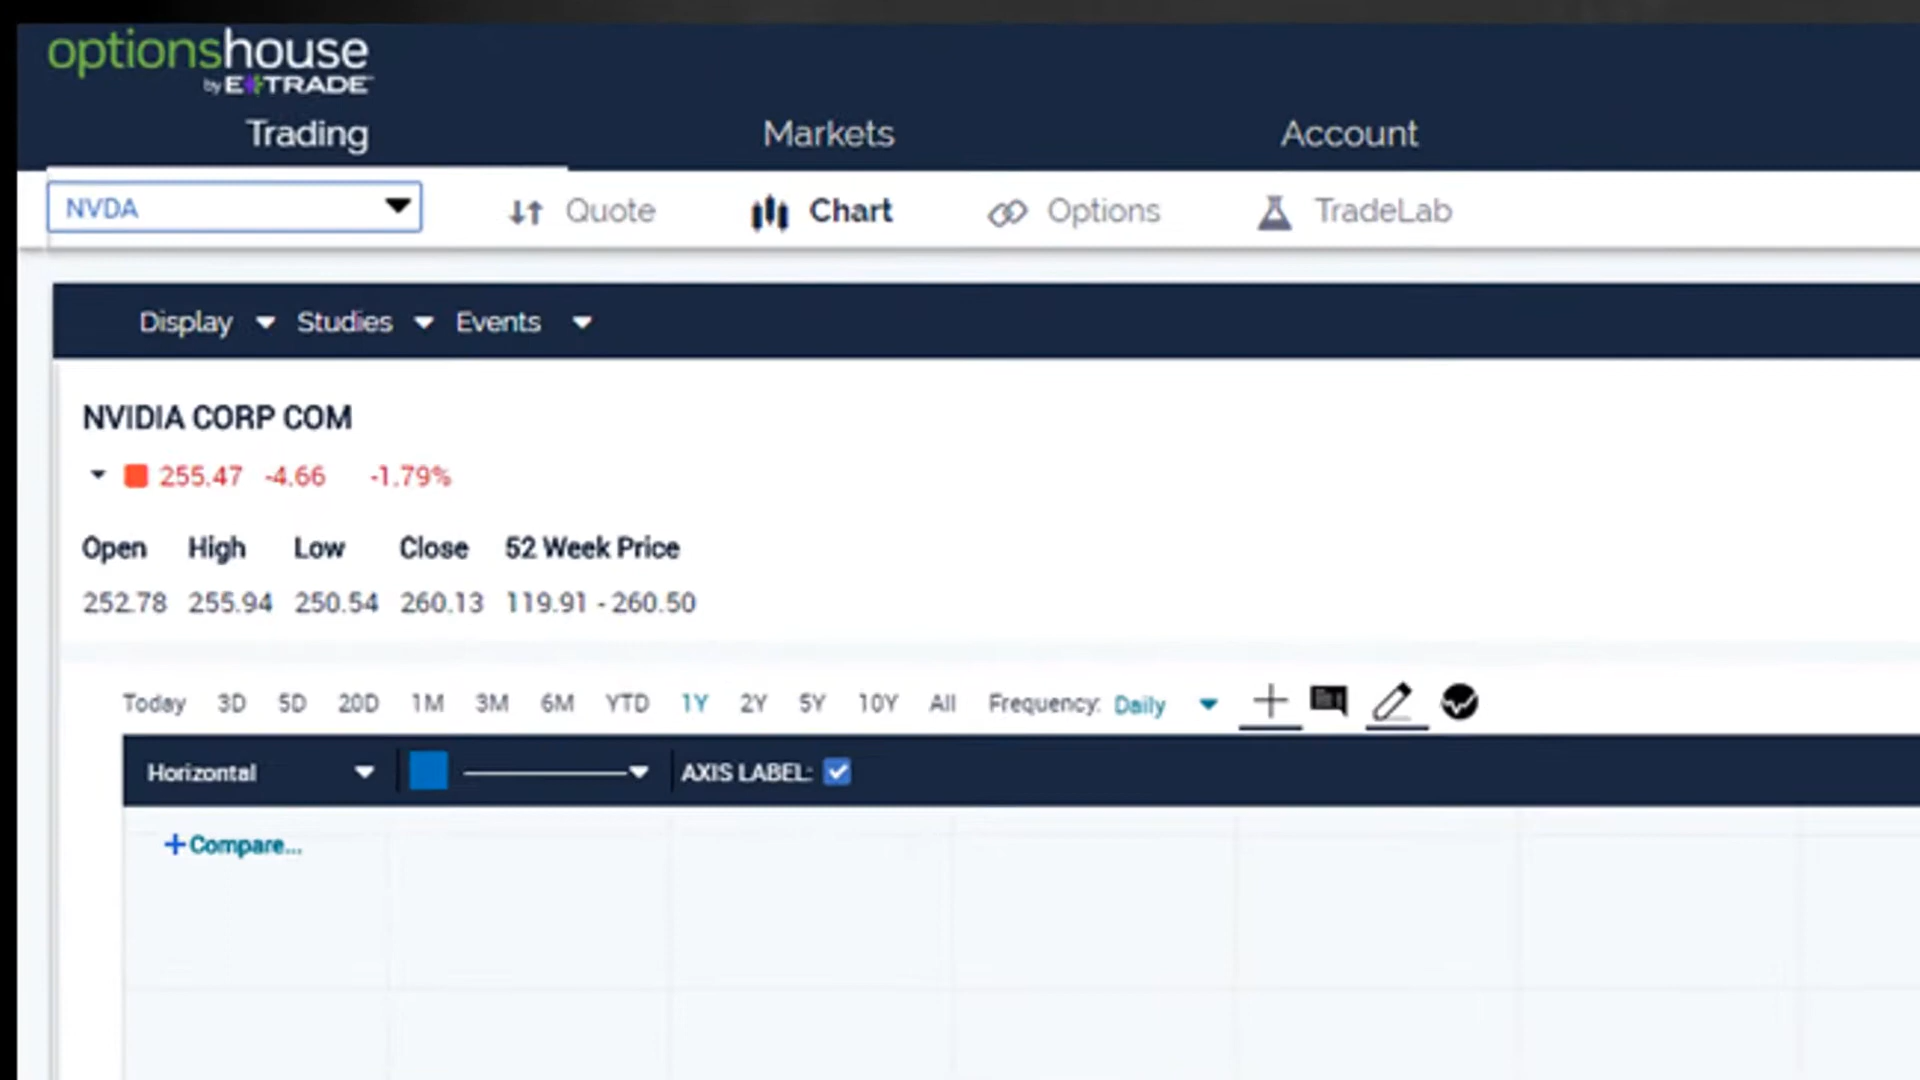 optionshouse
by E*TRADE
Trading Markets Account
NVDA Quote Chart Options TradeLab
Display Studies Events
NVIDIA CORP COM
255.47 -4.66 -1.79%
Open High Low Close 52 Week Price
252.78 255.94 250.54 260.13 119.91 - 260.50
Today 3D 5D 20D 1M 3M 6M YTD 1Y 2Y 5Y 10Y All Frequency: Daily
Horizontal AXIS LABEL:
+Compare...